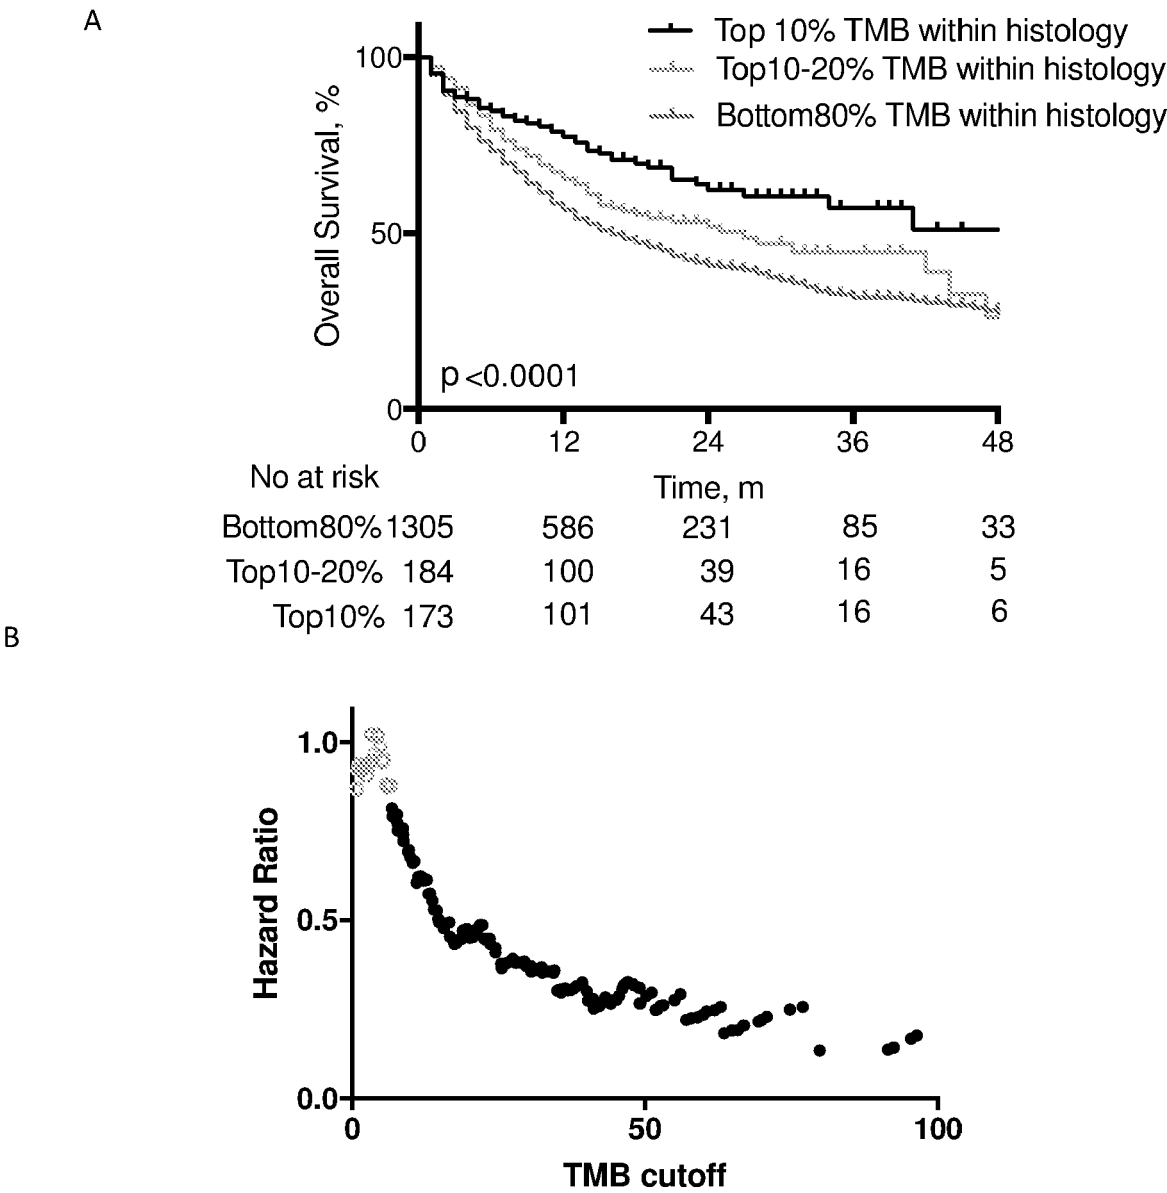 A
Top 10% TMB within histology
Top10-20% TMB within histology
Bottom80% TMB within histology
Overall Survival, %
100
50
0
p <0.0001
0 12 24 36 48
No at risk
Time, m
Bottom80% 1305 586 231 85 33
Top10-20% 184 100 39 16 5
Top10% 173 101 43 16 6
B
Hazard Ratio
1.0
0.5
0.0
0 50 100
TMB cutoff